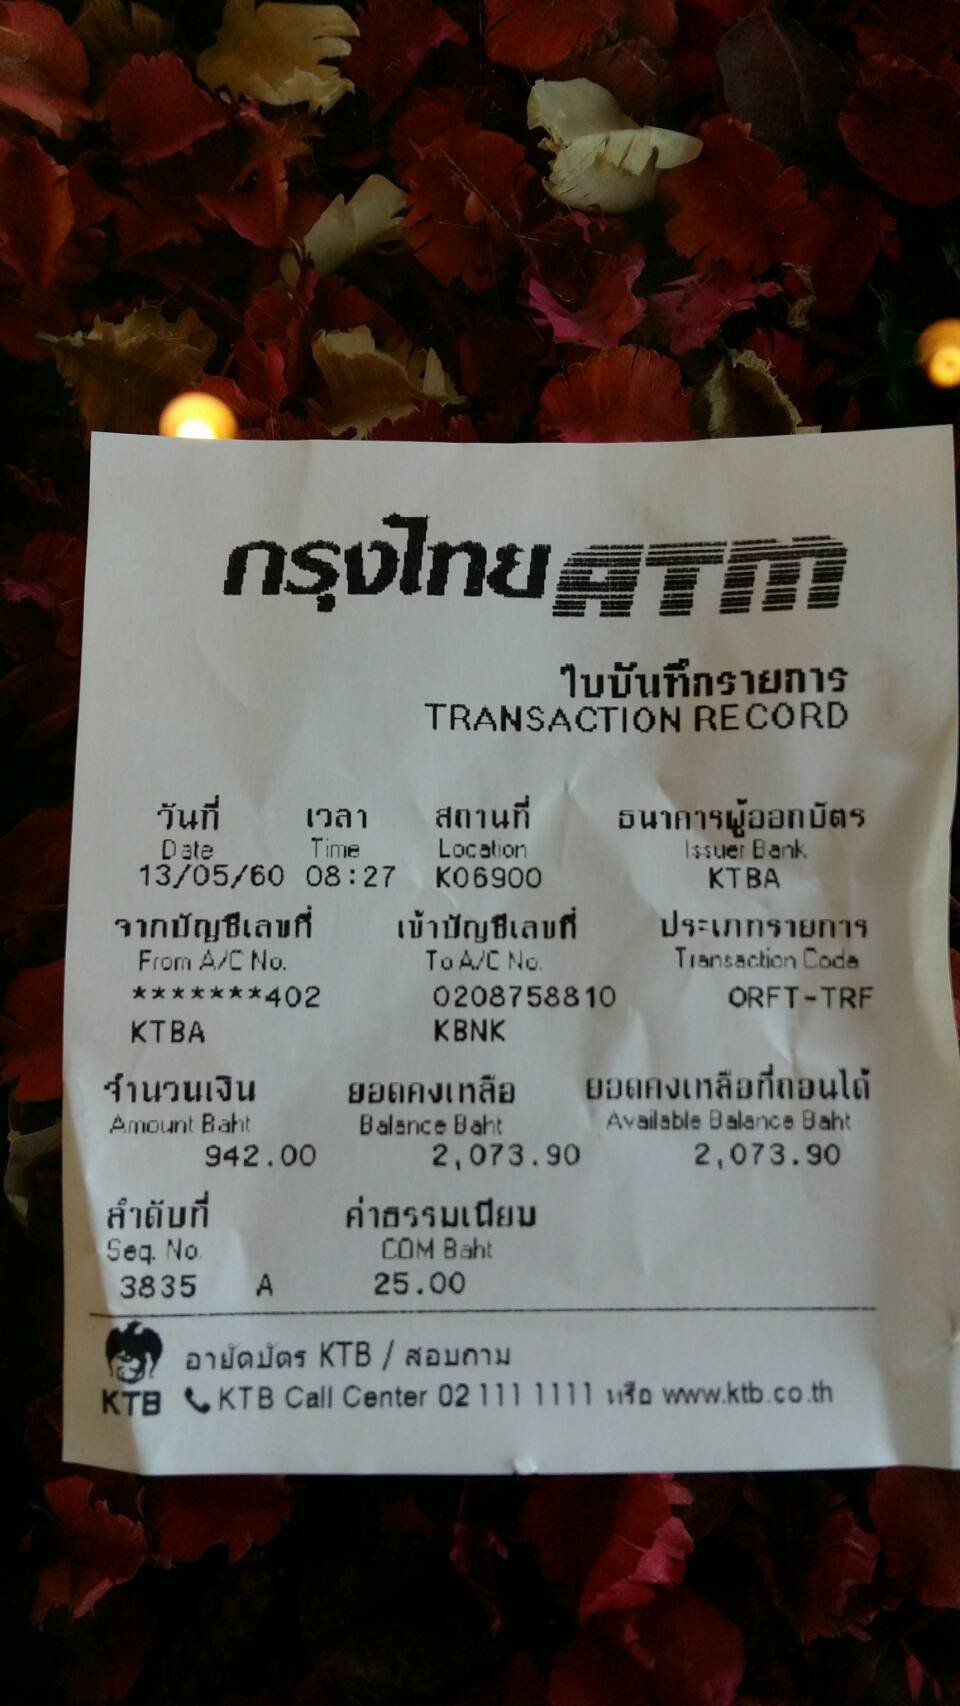 กรุงไทย ATM
ใบบันทึกรายการ
TRANSACTION RECORD
วันที่ เวลา สถานที่ ธนาคารผู้ออกบัตร
Date Time Location Issuer Bank
13/05/60 08:27 K06900 KTBA
จากบัญชีเลขที่ เข้าบัญชีเลขที่ ประเภทรายการ
From A/C No. To A/C No. Transaction Code
*******402 0208758810 ORFT-TRF
KTBA KBNK
จำนวนเงิน ยอดคงเหลือ ยอดคงเหลือที่ถอนได้
Amount Baht Balance Baht Available Balance Baht
942.00 2,073.90 2,073.90
ลำดับที่ ค่าธรรมเนียม
Seq. No. COM Baht
3835 A 25.00
อายัดบัตร KTB / สอบถาม
KTB KTB Call Center 02 111 1111 หรือ www.ktb.co.th